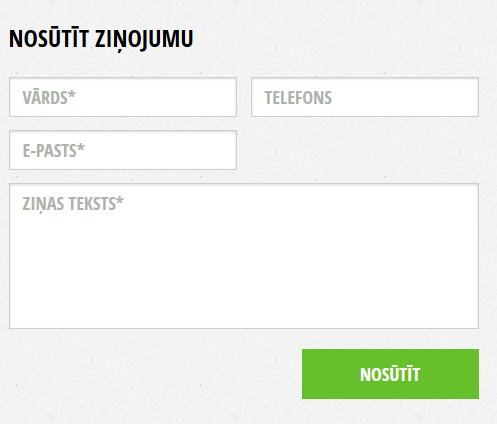 NOSŪTĪT ZIŅOJUMU
VĀRDS*
TELEFONS
E-PASTS*
ZIŅAS TEKSTS*
NOSŪTĪT